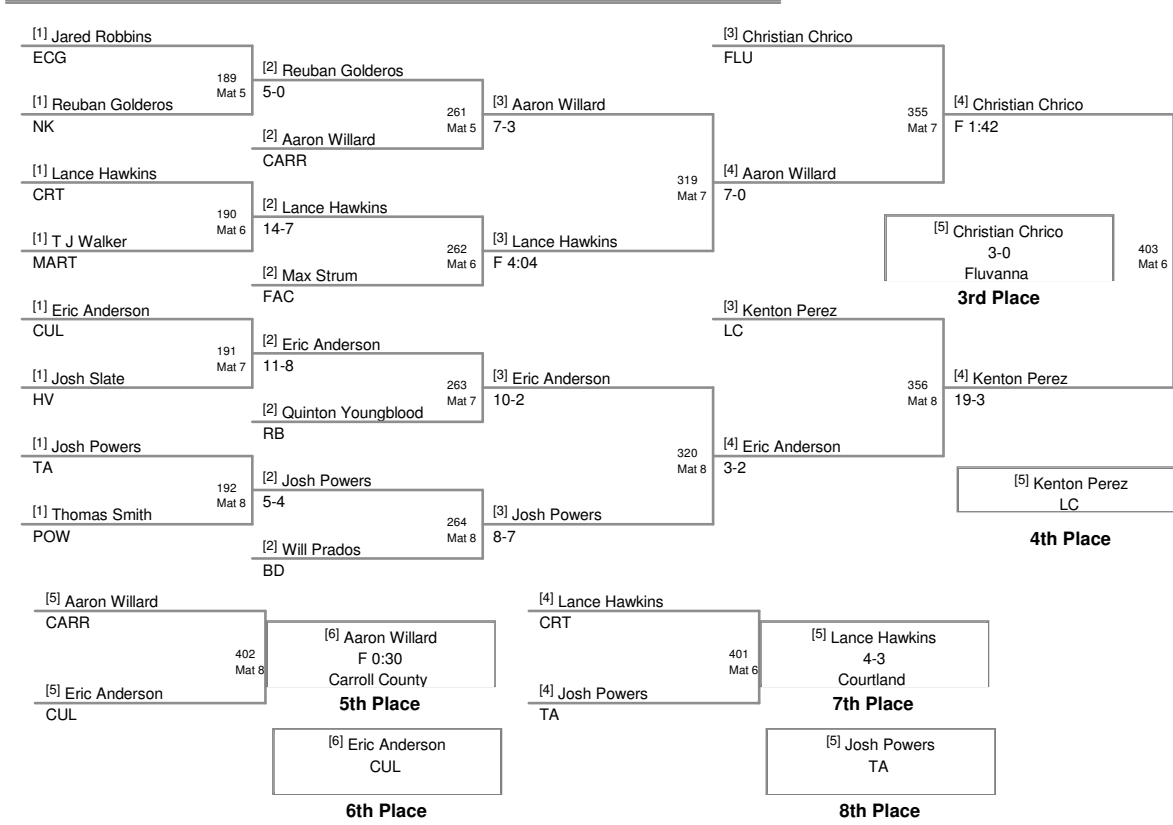 [1] Jared Robbins
ECG
189
Mat 5
[1] Reuban Golderos
NK
[1] Lance Hawkins
CRT
190
Mat 6
[1] T J Walker
MART
[1] Eric Anderson
CUL
191
Mat 7
[1] Josh Slate
HV
[1] Josh Powers
TA
192
Mat 8
[1] Thomas Smith
POW
[2] Reuban Golderos
5-0
261
Mat 5
[2] Aaron Willard
CARR
[2] Lance Hawkins
14-7
262
Mat 6
[2] Max Strum
FAC
[2] Eric Anderson
11-8
263
Mat 7
[2] Quinton Youngblood
RB
[2] Josh Powers
5-4
264
Mat 8
[2] Will Prados
BD
[3] Aaron Willard
7-3
319
Mat 7
[3] Lance Hawkins
F 4:04
[3] Eric Anderson
10-2
320
Mat 8
[3] Josh Powers
8-7
[3] Christian Chrico
FLU
355
Mat 7
[4] Aaron Willard
7-0
[3] Kenton Perez
LC
356
Mat 8
[4] Eric Anderson
3-2
[4] Christian Chrico
F 1:42
403
Mat 6
[4] Kenton Perez
19-3
[5] Christian Chrico
3-0
Fluvanna
3rd Place
[5] Kenton Perez
LC
4th Place
[5] Aaron Willard
CARR
402
Mat 8
[5] Eric Anderson
CUL
[6] Aaron Willard
F 0:30
Carroll County
5th Place
[6] Eric Anderson
CUL
6th Place
[4] Lance Hawkins
CRT
401
Mat 6
[4] Josh Powers
TA
[5] Lance Hawkins
4-3
Courtland
7th Place
[5] Josh Powers
TA
8th Place